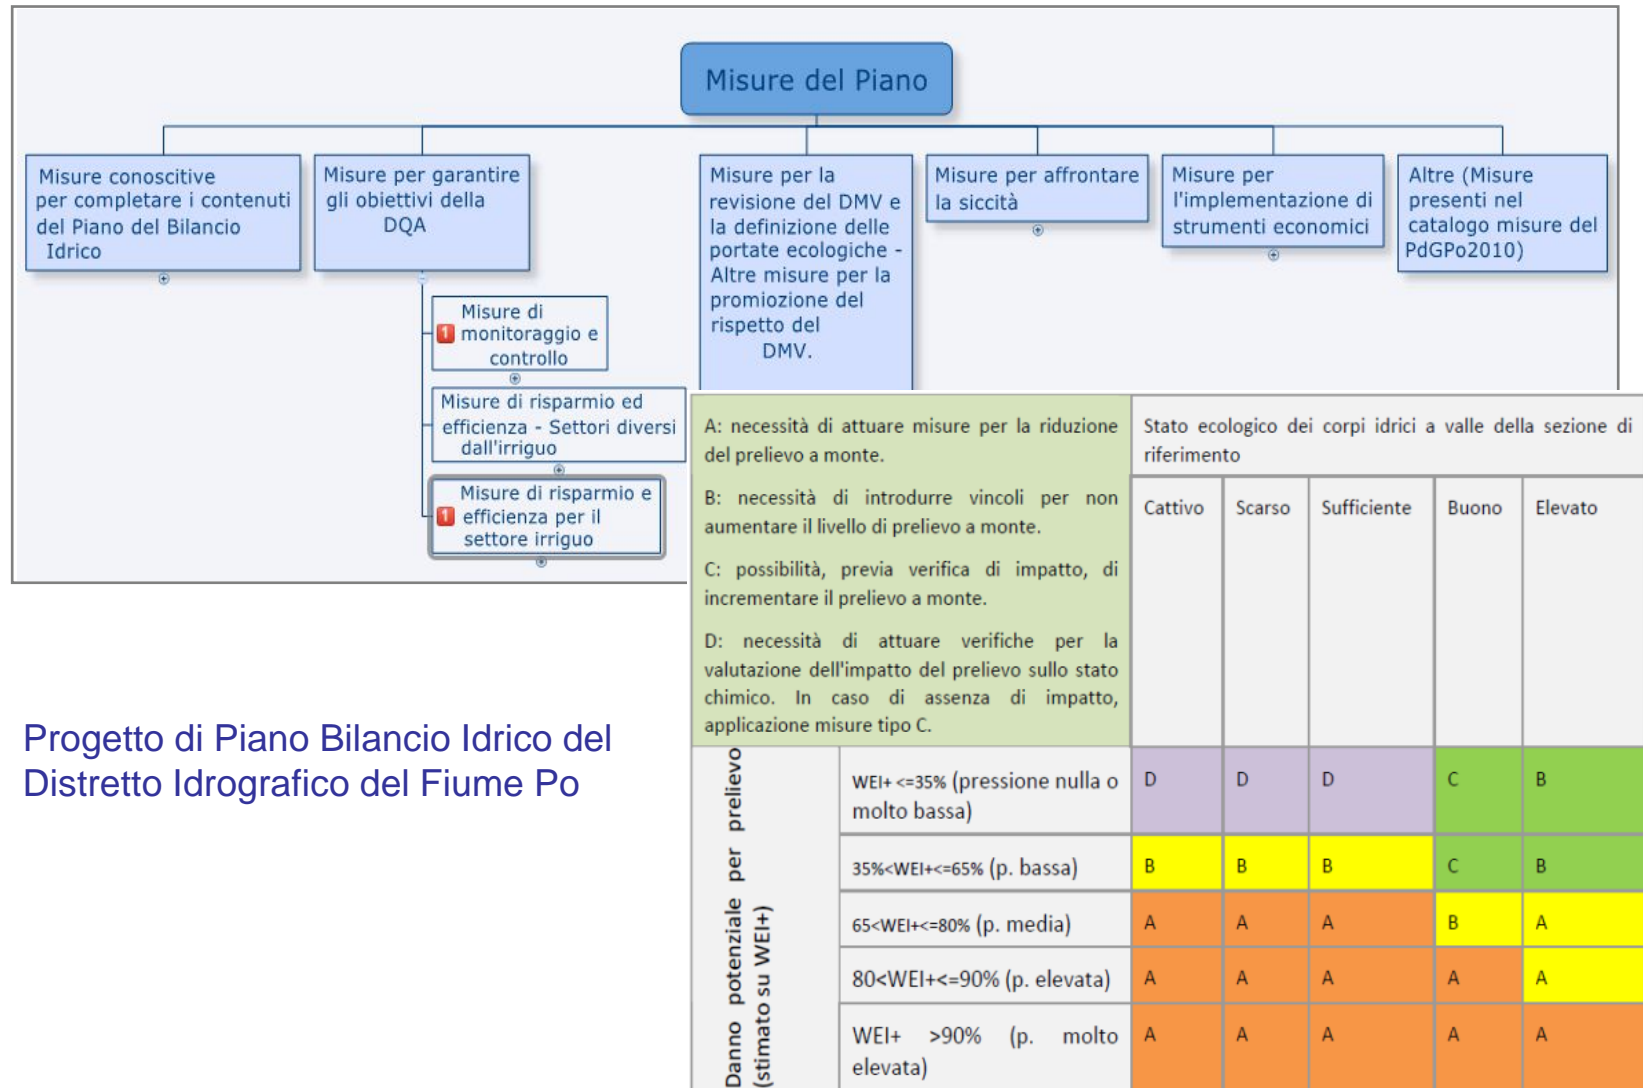 Misure del Piano
Misure conoscitive
per completare i contenuti
del Piano del Bilancio
Idrico
Misure per garantire
gli obiettivi della
DQA
Misure per la
revisione del DMV e
la definizione delle
portate ecologiche -
Altre misure per la
promiozione del
rispetto del
DMV.
Misure per affrontare
la siccità
Misure per
l'implementazione di
strumenti economici
Altre (Misure
presenti nel
catalogo misure del
PdGPo2010)
1
Misure di
monitoraggio e
controllo
Misure di risparmio ed
efficienza - Settori diversi
dall'irriguo
1
Misure di risparmio e
efficienza per il
settore irriguo
Progetto di Piano Bilancio Idrico del
Distretto Idrografico del Fiume Po
A: necessità di attuare misure per la riduzione
del prelievo a monte.
B: necessità di introdurre vincoli per non
aumentare il livello di prelievo a monte.
C: possibilità, previa verifica di impatto, di
incrementare il prelievo a monte.
D: necessità di attuare verifiche per la
valutazione dell'impatto del prelievo sullo stato
chimico. In caso di assenza di impatto,
applicazione misure tipo C.
Stato ecologico dei corpi idrici a valle della sezione di
riferimento
Cattivo Scarso Sufficiente Buono Elevato
Danno potenziale per prelievo
(stimato su WEI+)
WEI+ <=35% (pressione nulla o
molto bassa)
D D D C B
35%<WEI+<=65% (p. bassa)
B B B C B
65<WEI+<=80% (p. media)
A A A B A
80<WEI+<=90% (p. elevata)
A A A A A
WEI+ >90% (p. molto
elevata)
A A A A A